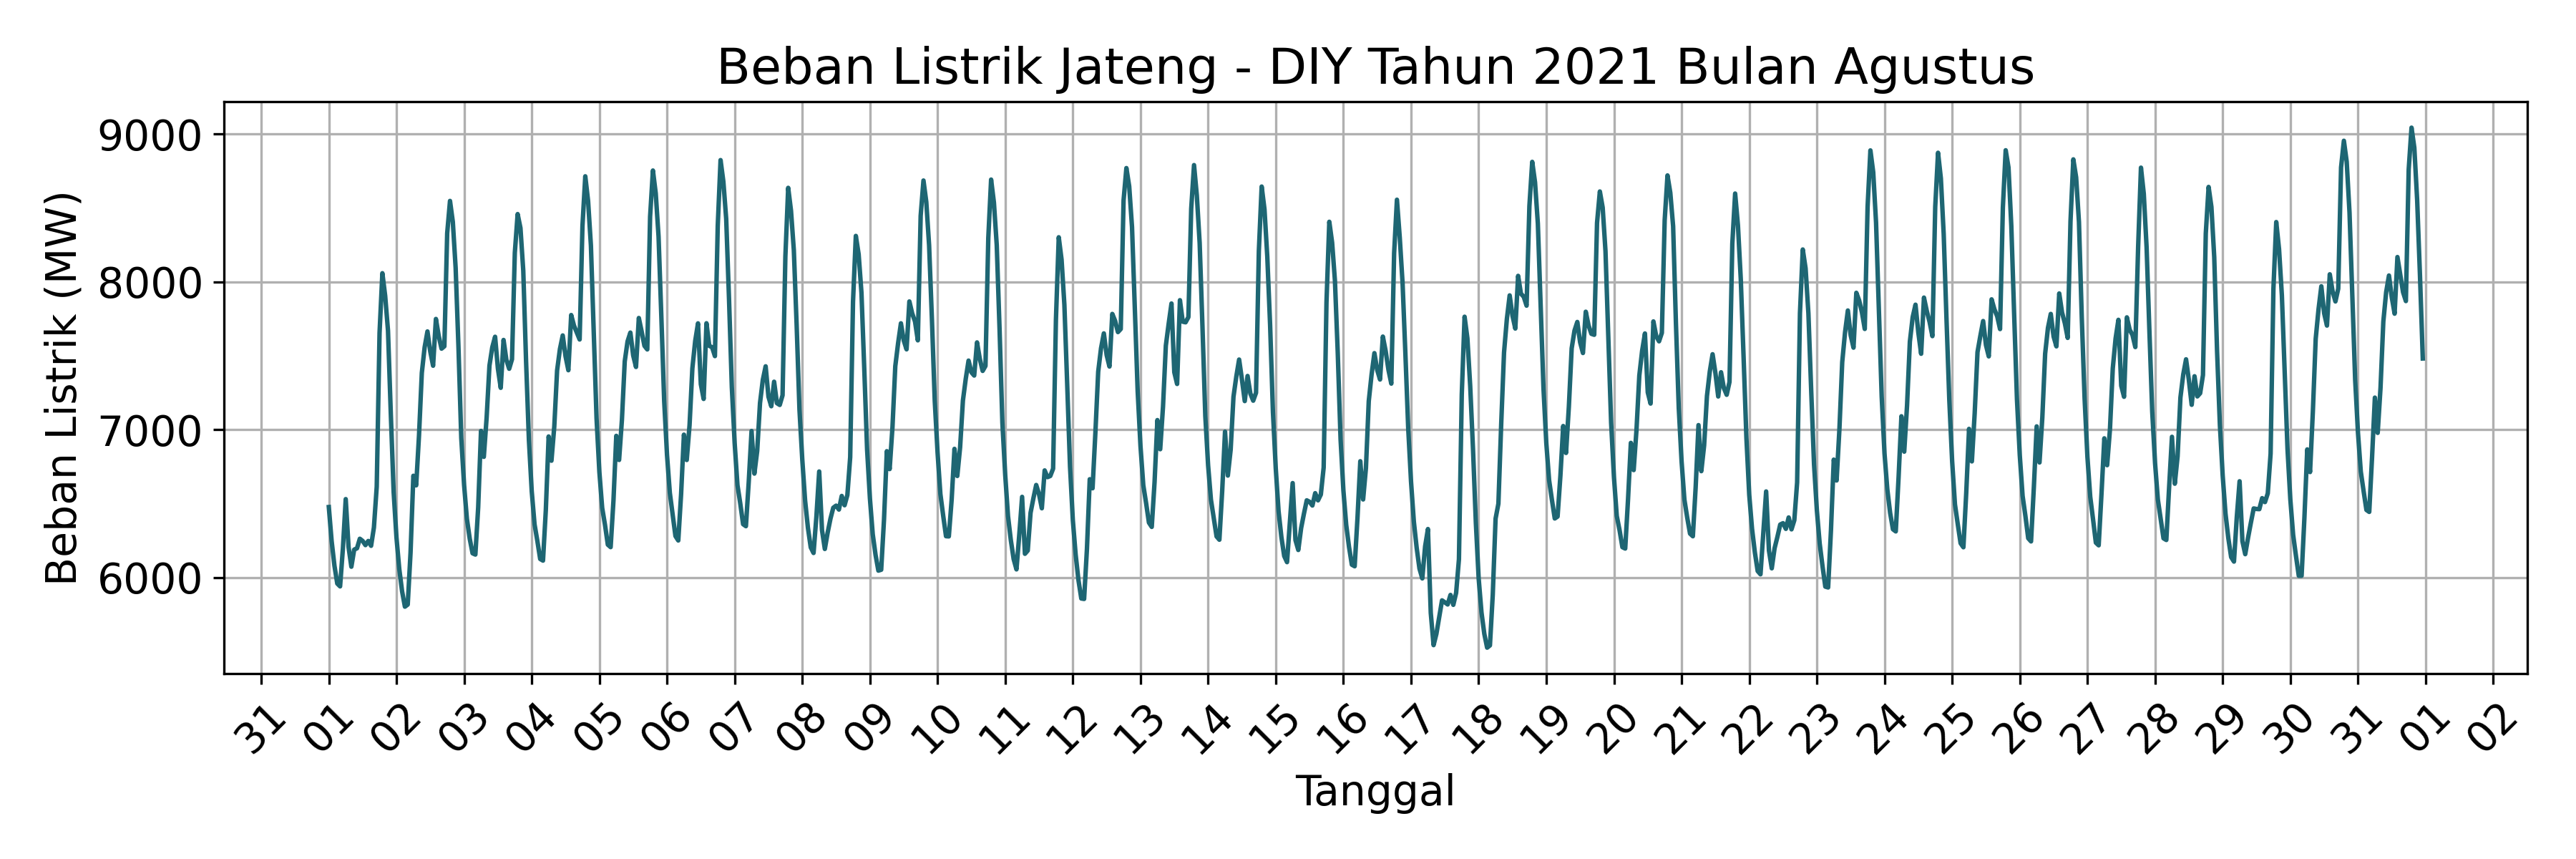 Beban Listrik Jateng - DIY Tahun 2021 Bulan Agustus
Beban Listrik (MW)
9000
8000
7000
6000
31 01 02 03 04 05 06 07 08 09 10 11 12 13 14 15 16 17 18 19 20 21 22 23 24 25 26 27 28 29 30 31 01 02
Tanggal